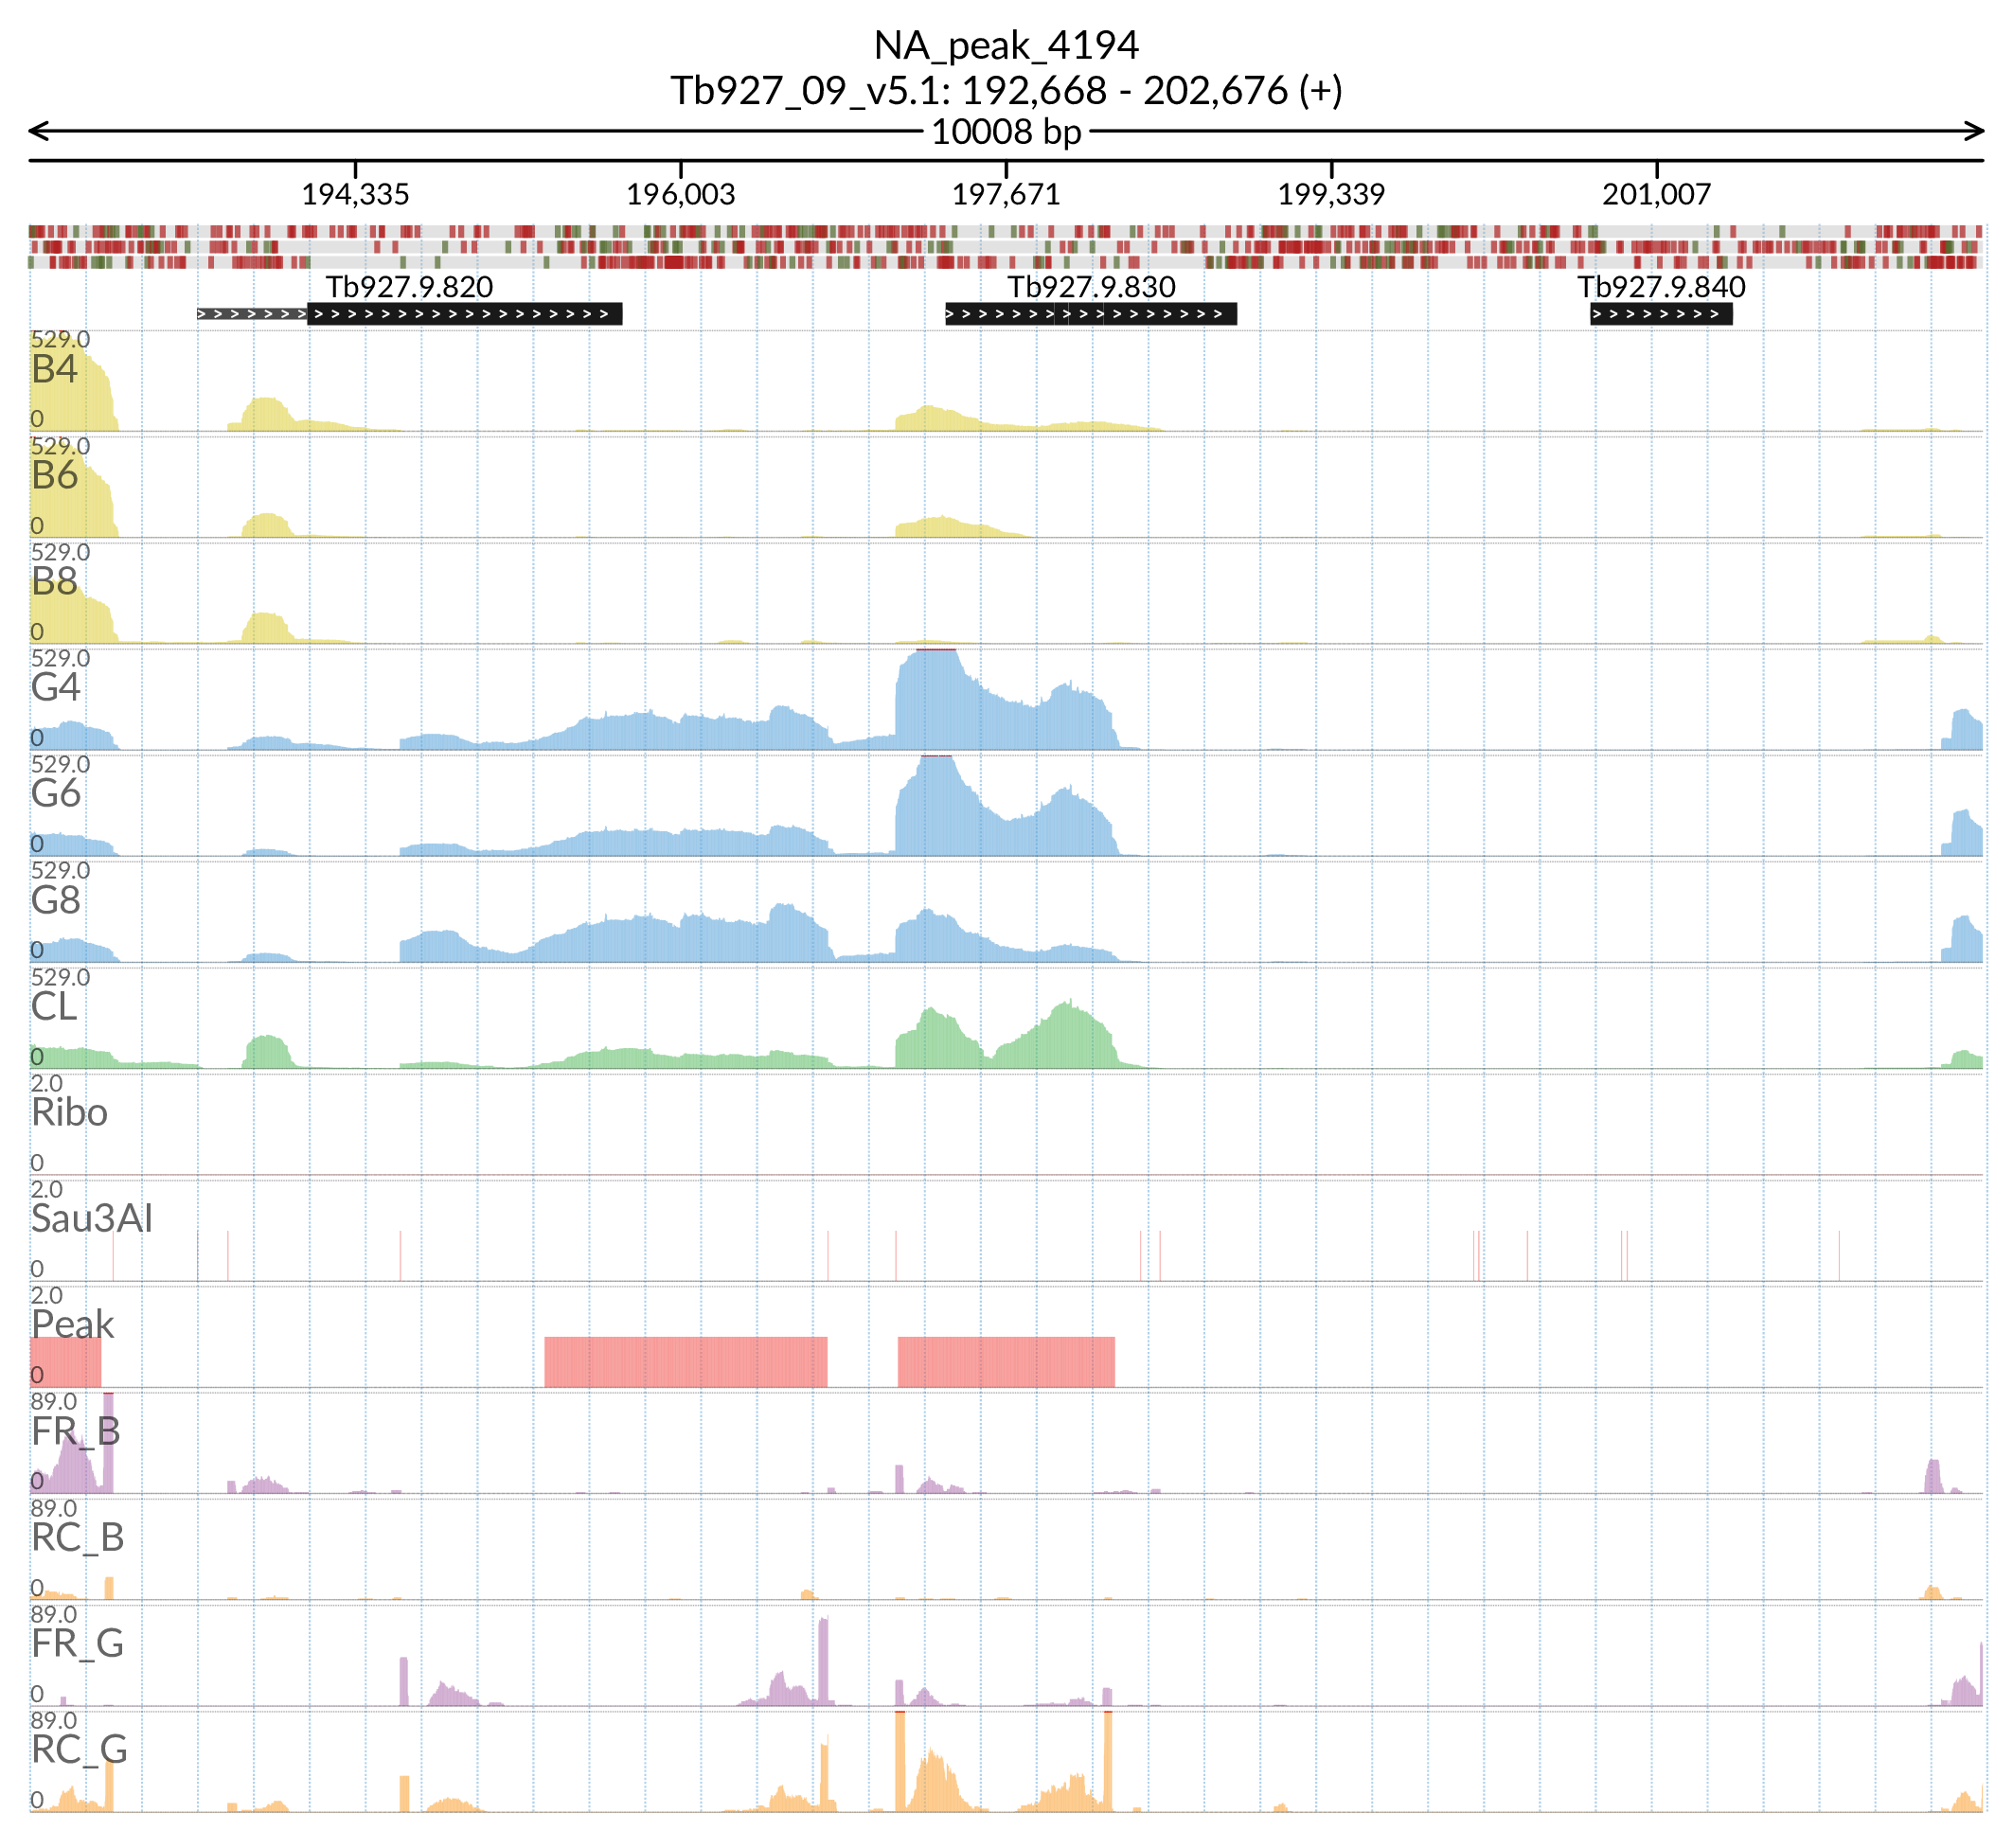 NA_peak_4194
Tb927_09_v5.1: 192,668 - 202,676 (+)
10008 bp
194,335 196,003 197,671 199,339 201,007
Tb927.9.820 Tb927.9.830 Tb927.9.840
529.0
B4
0
529.0
B6
0
529.0
B8
0
529.0
G4
0
529.0
G6
0
529.0
G8
0
529.0
CL
0
2.0
Ribo
0
2.0
Sau3AI
0
2.0
Peak
0
89.0
FR_B
0
89.0
RC_B
0
89.0
FR_G
0
89.0
RC_G
0